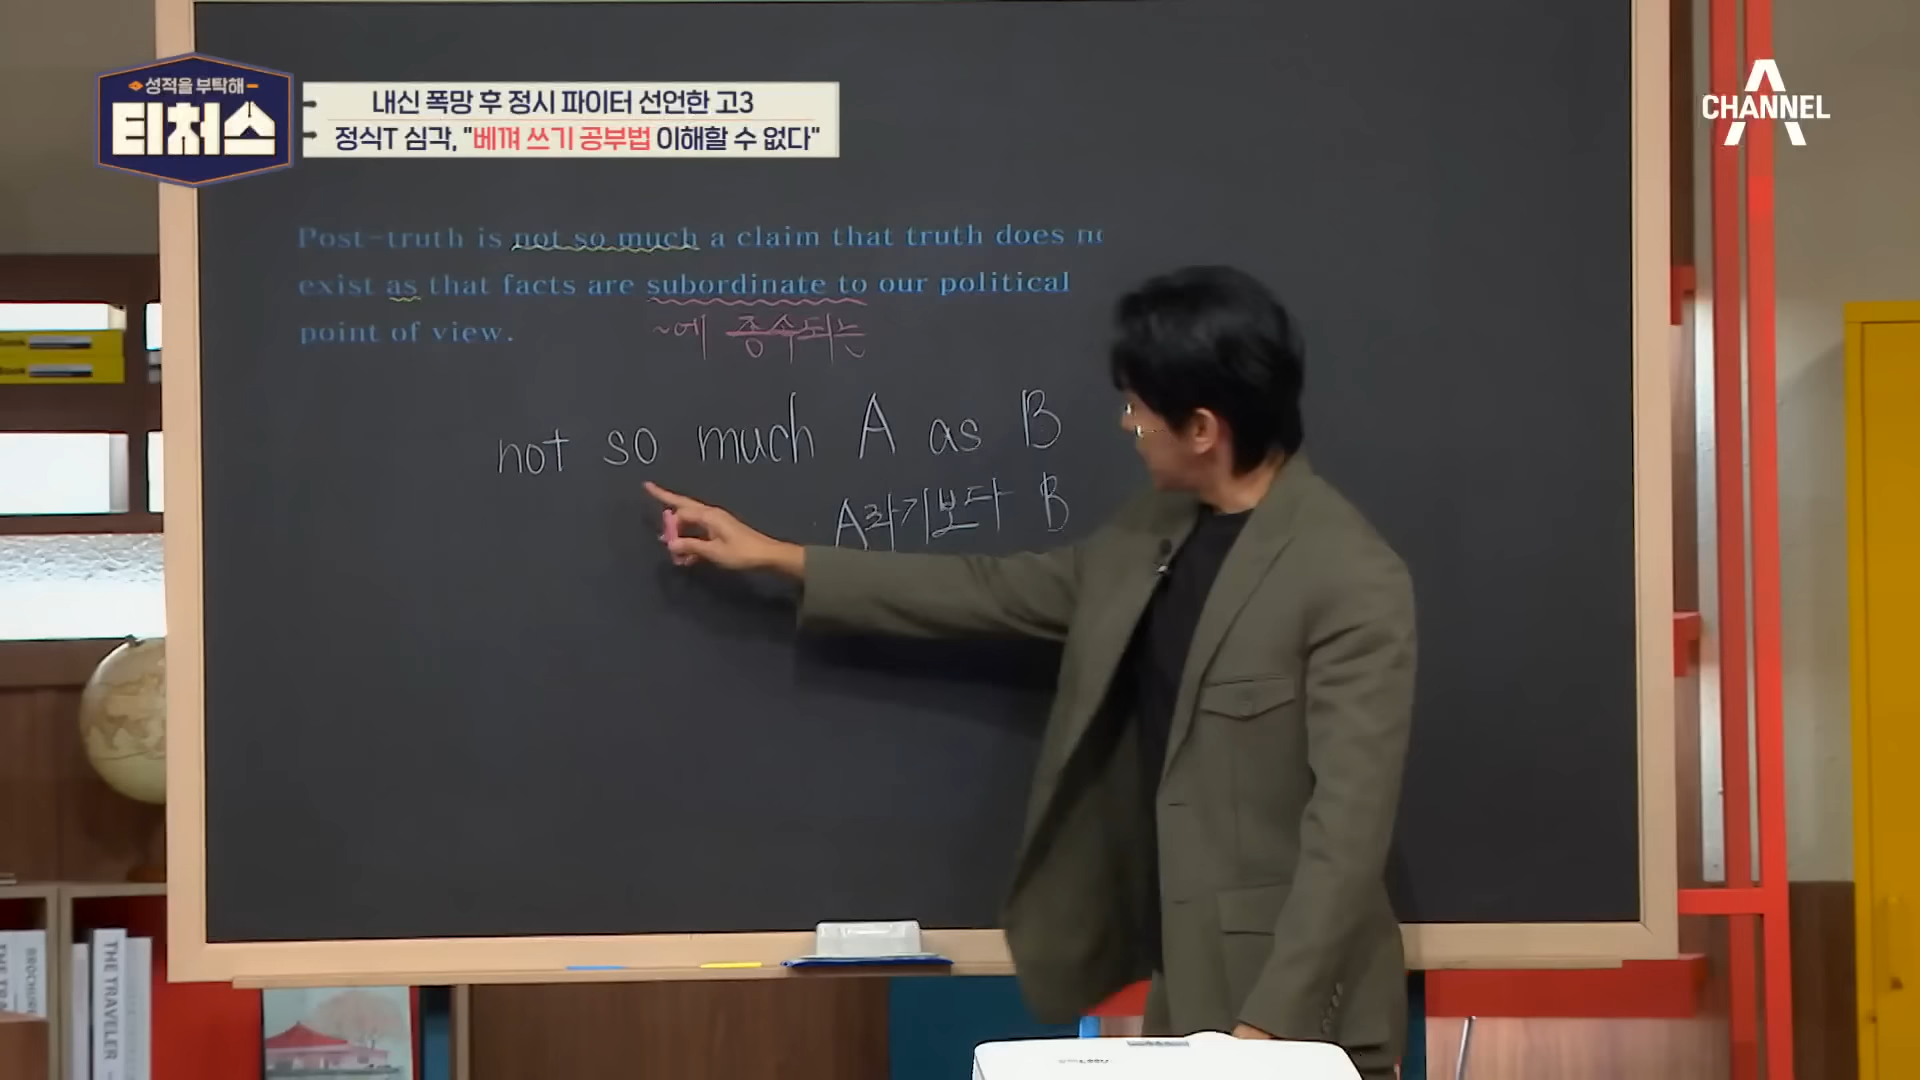 성적을 부탁해
티처스
내신 폭망 후 정시 파이터 선언한 고3
정식T 심각, "베껴 쓰기 공부법 이해할 수 없다"
CHANNEL A
Post-truth is not so much a claim that truth does
exist as that facts are subordinate to our political
point of view.
~에 종속되는
not so much A as B
A라기보다 B
THE TRAVELER